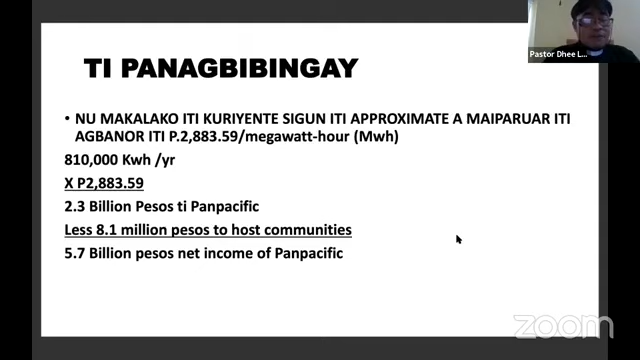 Pastor Dhee L...
TI PANAGBIBINGAY
• NU MAKALAKO ITI KURIYENTE SIGUN ITI APPROXIMATE A MAIPARUAR ITI
AGBANOR ITI P.2,883.59/megawatt-hour (Mwh)
810,000 Kwh /yr
X P2,883.59
2.3 Billion Pesos ti Panpacific
Less 8.1 million pesos to host communities
5.7 Billion pesos net income of Panpacific
zoom